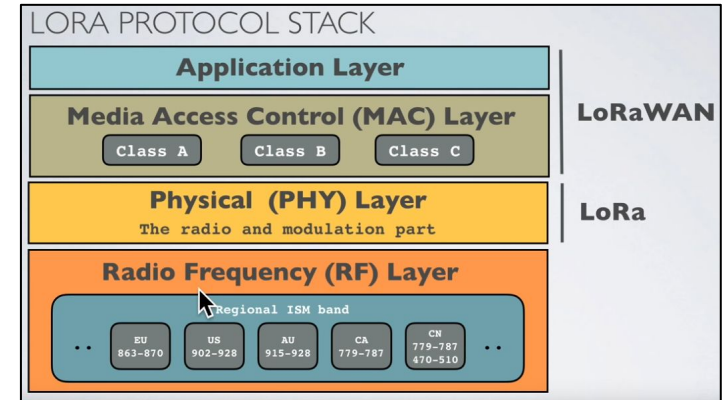 LORA PROTOCOL STACK
Application Layer
Media Access Control (MAC) Layer
Class A
Class B
Class C
LoRaWAN
Physical (PHY) Layer
The radio and modulation part
LoRa
Radio Frequency (RF) Layer
Regional ISM band
..
EU
863-870
US
902-928
AU
915-928
CA
779-787
CN
779-787
470-510
..